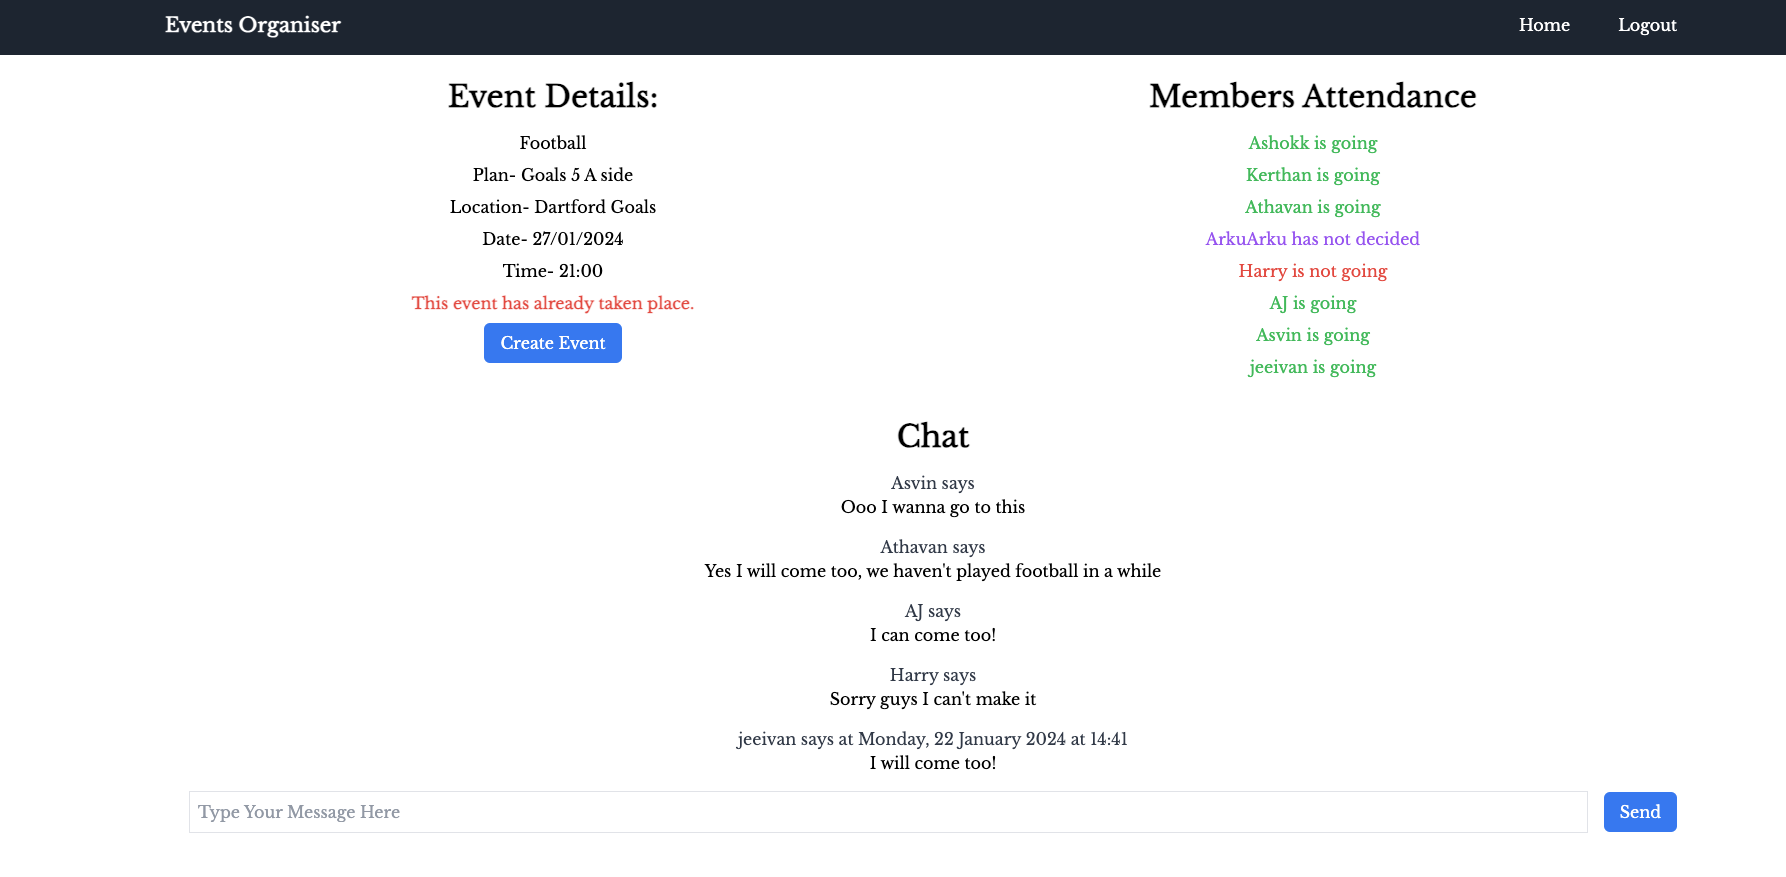 Events Organiser
Home
Logout
Event Details:
Football
Plan- Goals 5 A side
Location- Dartford Goals
Date- 27/01/2024
Time- 21:00
This event has already taken place.
Create Event
Members Attendance
Ashokk is going
Kerthan is going
Athavan is going
ArkuArku has not decided
Harry is not going
AJ is going
Asvin is going
jeeivan is going
Chat
Asvin says
Ooo I wanna go to this
Athavan says
Yes I will come too, we haven't played football in a while
AJ says
I can come too!
Harry says
Sorry guys I can't make it
jeeivan says at Monday, 22 January 2024 at 14:41
I will come too!
Type Your Message Here
Send